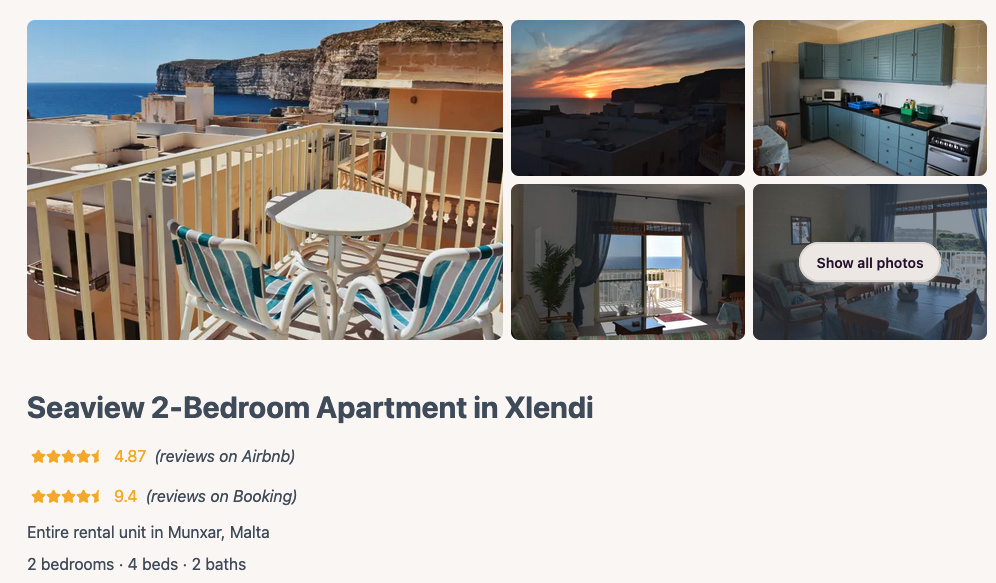 Show all photos
Seaview 2-Bedroom Apartment in Xlendi
4.87 (reviews on Airbnb)
9.4 (reviews on Booking)
Entire rental unit in Munxar, Malta
2 bedrooms · 4 beds · 2 baths